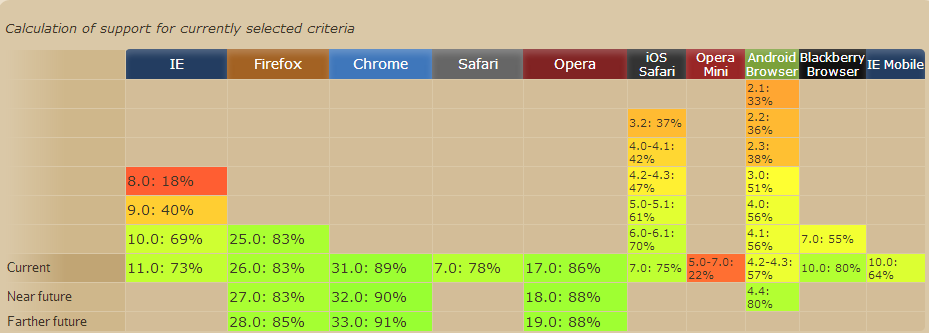 Calculation of support for currently selected criteria
IE Firefox Chrome Safari Opera iOS Safari Opera Mini Android Browser Blackberry Browser IE Mobile
2.1: 33%
3.2: 37% 2.2: 36%
4.0-4.1: 42% 2.3: 38%
8.0: 18% 4.2-4.3: 47% 3.0: 51%
9.0: 40% 5.0-5.1: 61% 4.0: 56%
10.0: 69% 25.0: 83% 6.0-6.1: 70% 4.1: 56% 7.0: 55%
Current 11.0: 73% 26.0: 83% 31.0: 89% 7.0: 78% 17.0: 86% 7.0: 75% 5.0-7.0: 22% 4.2-4.3: 57% 10.0: 80% 10.0: 64%
Near future 27.0: 83% 32.0: 90% 18.0: 88% 4.4: 80%
Farther future 28.0: 85% 33.0: 91% 19.0: 88%